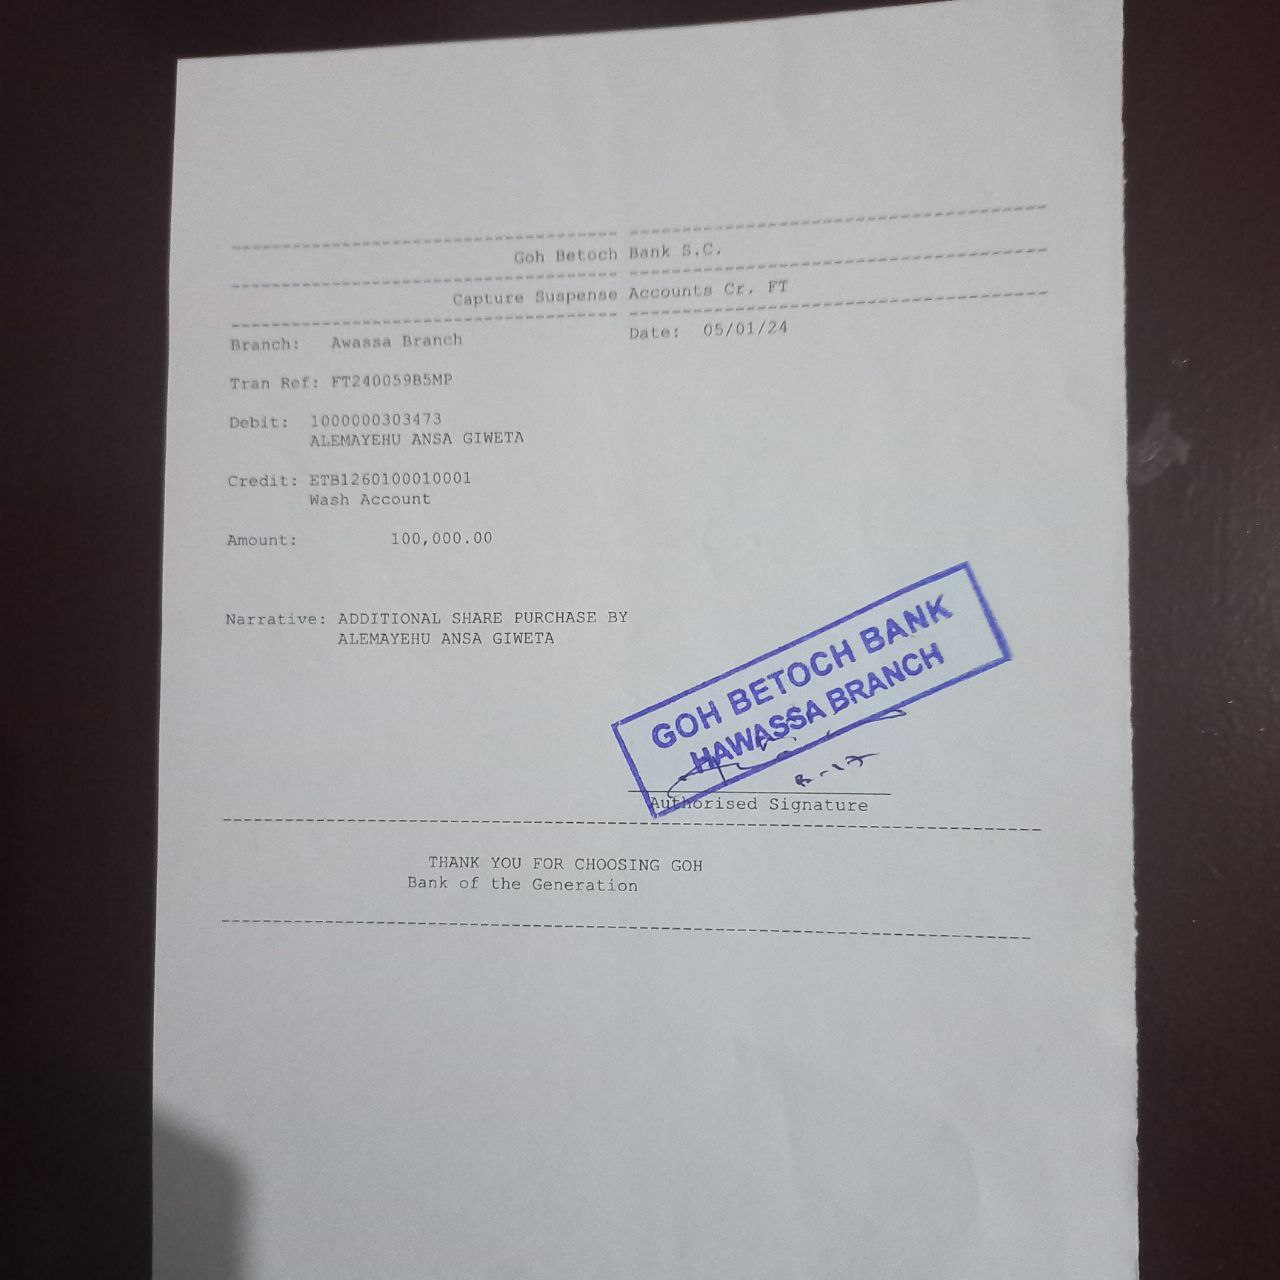 ------------------------------------- ----------------------------------------
Goh Betoch Bank S.C.
------------------------------------- ----------------------------------------
Capture Suspense Accounts Cr. FT
------------------------------------- ----------------------------------------
Branch: Awassa Branch Date: 05/01/24
Tran Ref: FT240059B5MP
Debit: 1000000303473
ALEMAYEHU ANSA GIWETA
Credit: ETB1260100010001
Wash Account
Amount: 100,000.00
Narrative: ADDITIONAL SHARE PURCHASE BY
ALEMAYEHU ANSA GIWETA
GOH BETOCH BANK
HAWASSA BRANCH
Authorised Signature
------------------------------------------------------------------------------
THANK YOU FOR CHOOSING GOH
Bank of the Generation
------------------------------------------------------------------------------